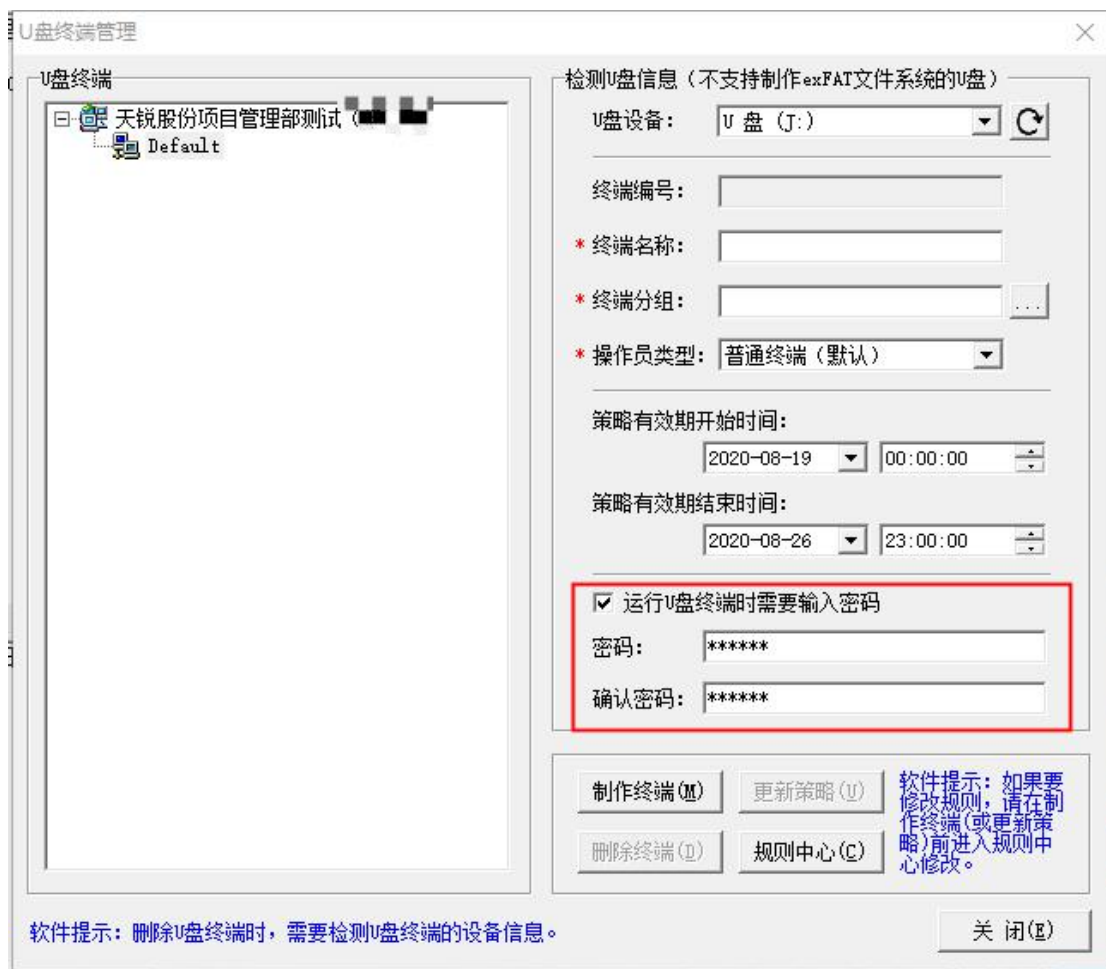 U盘终端管理
U盘终端
天锐股份项目管理部测试（
Default
检测U盘信息（不支持制作exFAT文件系统的U盘）
U盘设备： U 盘 (J:)
终端编号：
* 终端名称：
* 终端分组： ...
* 操作员类型： 普通终端（默认）
策略有效期开始时间：
2020-08-19 00:00:00
策略有效期结束时间：
2020-08-26 23:00:00
运行U盘终端时需要输入密码
密码： ******
确认密码： ******
制作终端(M) 更新策略(U)
删除终端(D) 规则中心(C)
软件提示：如果要
修改规则，请在制
作终端(或更新策
略)前进入规则中
心修改。
软件提示：删除U盘终端时，需要检测U盘终端的设备信息。
关 闭(E)